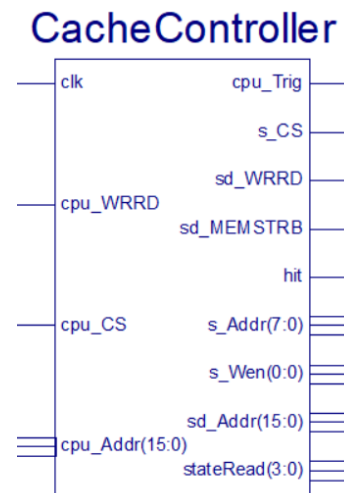 CacheController
clk
cpu_Trig
s_CS
sd_WRRD
cpu_WRRD
sd_MEMSTRB
hit
cpu_CS
s_Addr(7:0)
s_Wen(0:0)
sd_Addr(15:0)
cpu_Addr(15:0)
stateRead(3:0)